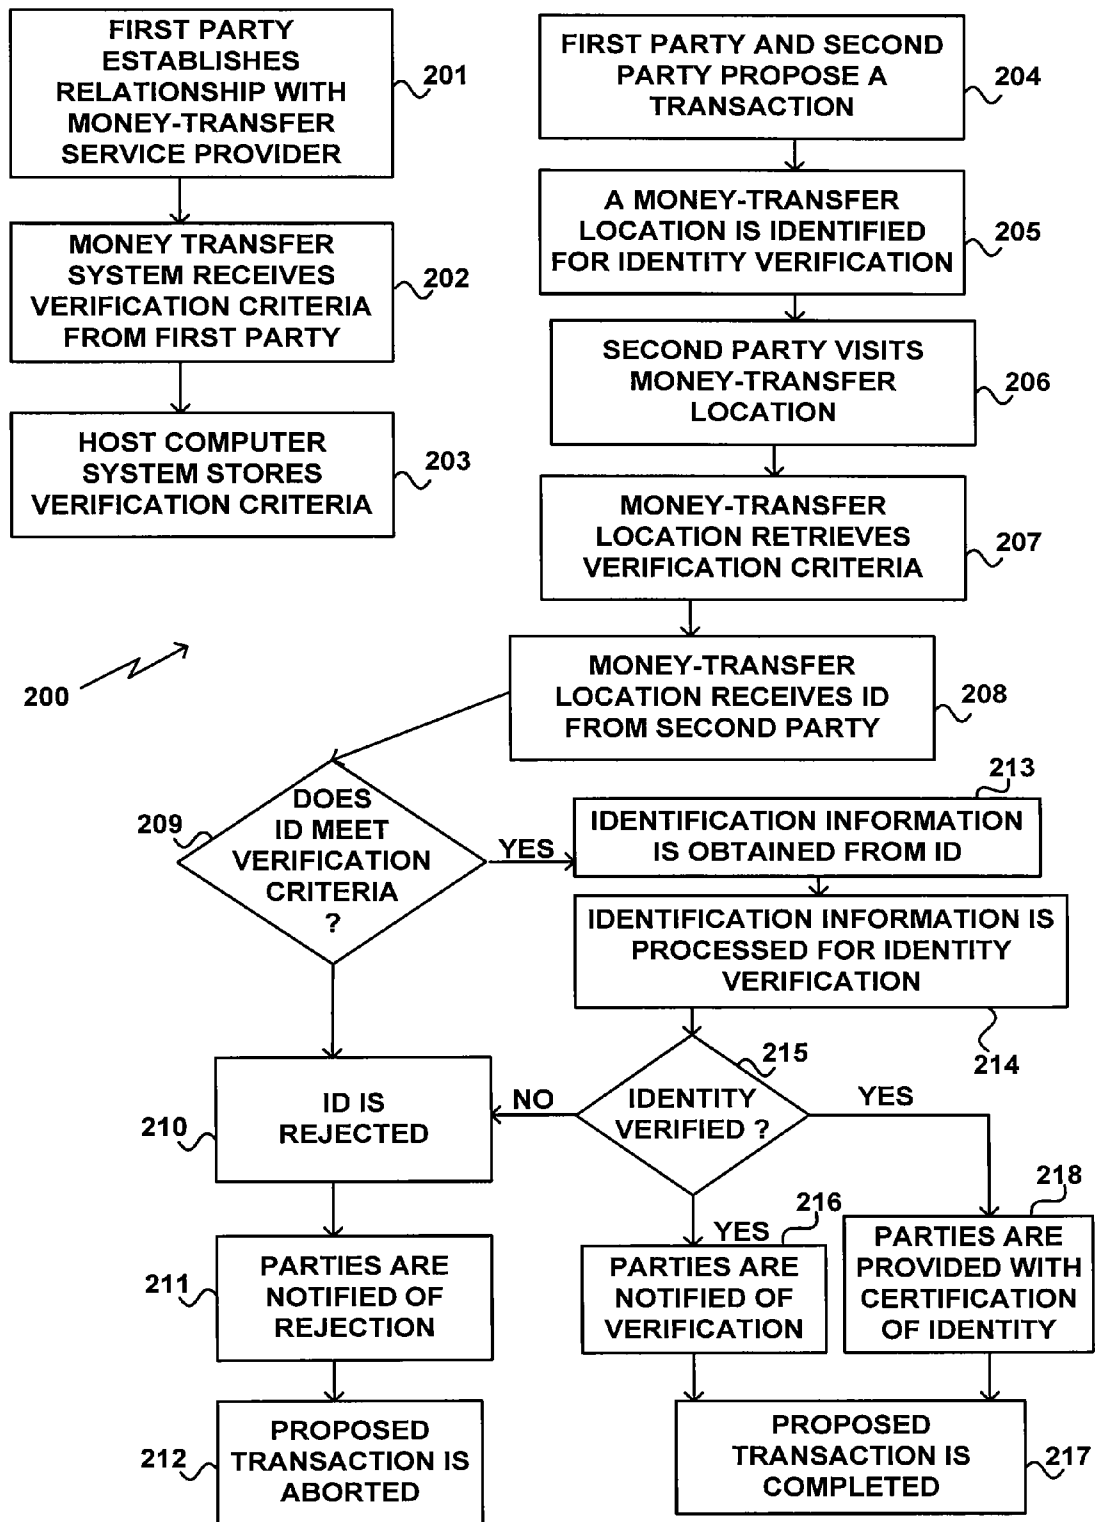 FIRST PARTY
ESTABLISHES
RELATIONSHIP WITH
MONEY-TRANSFER
SERVICE PROVIDER
201
MONEY TRANSFER
SYSTEM RECEIVES
VERIFICATION CRITERIA
FROM FIRST PARTY
202
HOST COMPUTER
SYSTEM STORES
VERIFICATION CRITERIA
203
FIRST PARTY AND SECOND
PARTY PROPOSE A
TRANSACTION
204
A MONEY-TRANSFER
LOCATION IS IDENTIFIED
FOR IDENTITY VERIFICATION
205
SECOND PARTY VISITS
MONEY-TRANSFER
LOCATION
206
MONEY-TRANSFER
LOCATION RETRIEVES
VERIFICATION CRITERIA
207
200
MONEY-TRANSFER
LOCATION RECEIVES ID
FROM SECOND PARTY
208
209
DOES
ID MEET
VERIFICATION
CRITERIA
?
YES
213
IDENTIFICATION INFORMATION
IS OBTAINED FROM ID
IDENTIFICATION INFORMATION IS
PROCESSED FOR IDENTITY
VERIFICATION
214
215
IDENTITY
VERIFIED ?
NO
YES
210
ID IS
REJECTED
211
PARTIES ARE
NOTIFIED OF
REJECTION
212
PROPOSED
TRANSACTION IS
ABORTED
YES
216
PARTIES ARE
NOTIFIED OF
VERIFICATION
218
PARTIES ARE
PROVIDED WITH
CERTIFICATION
OF IDENTITY
PROPOSED
TRANSACTION IS
COMPLETED
217